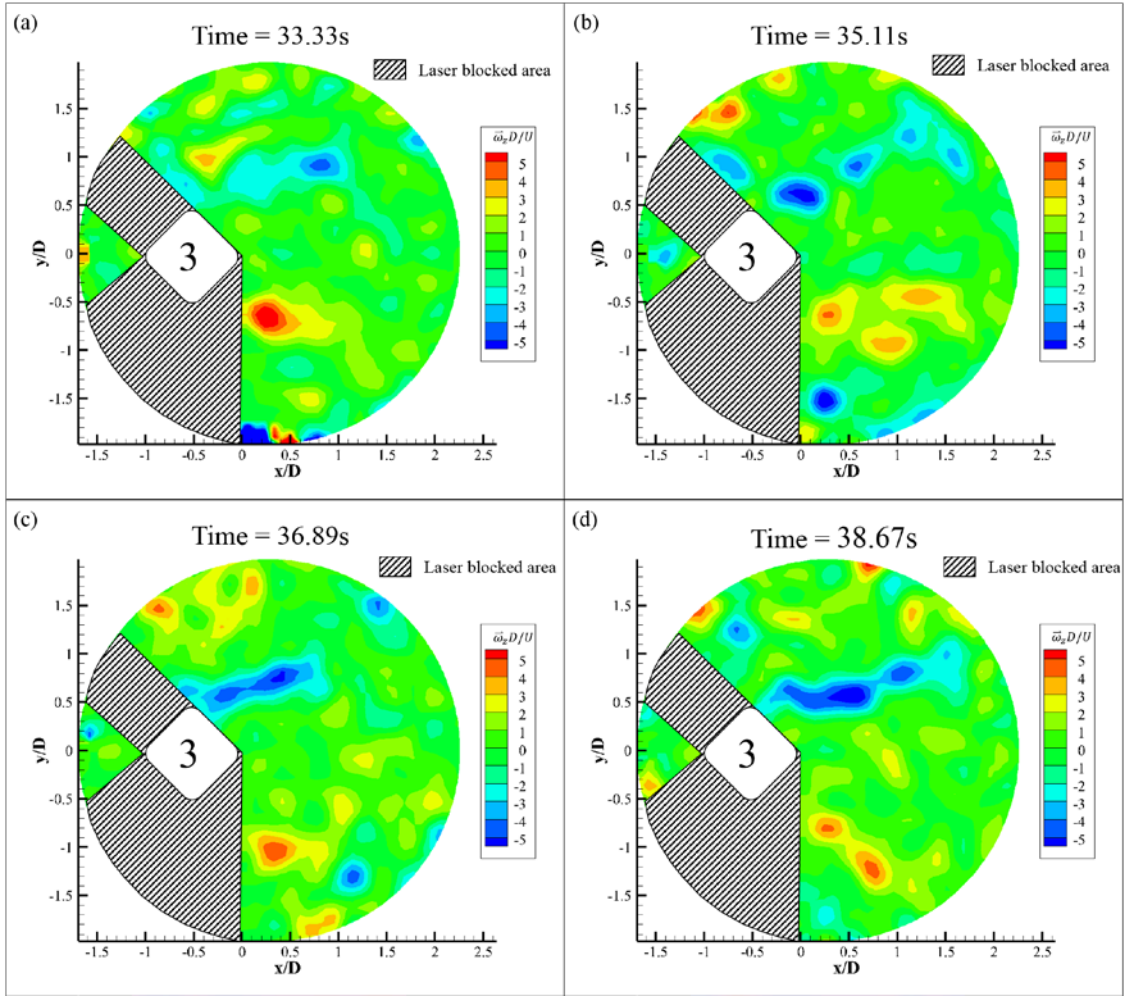 (a)
Time = 33.33s
Laser blocked area
1.5
1
0.5
0
-0.5
-1
-1.5
y/D
-1.5 -1 -0.5 0 0.5 1 1.5 2 2.5
x/D
3
ω⃗zD/U
5
4
3
2
1
0
-1
-2
-3
-4
-5
(b)
Time = 35.11s
Laser blocked area
1.5
1
0.5
0
-0.5
-1
-1.5
y/D
-1.5 -1 -0.5 0 0.5 1 1.5 2 2.5
x/D
3
ω⃗zD/U
5
4
3
2
1
0
-1
-2
-3
-4
-5
(c)
Time = 36.89s
Laser blocked area
1.5
1
0.5
0
-0.5
-1
-1.5
y/D
-1.5 -1 -0.5 0 0.5 1 1.5 2 2.5
x/D
3
ω⃗zD/U
5
4
3
2
1
0
-1
-2
-3
-4
-5
(d)
Time = 38.67s
Laser blocked area
1.5
1
0.5
0
-0.5
-1
-1.5
y/D
-1.5 -1 -0.5 0 0.5 1 1.5 2 2.5
x/D
3
ω⃗zD/U
5
4
3
2
1
0
-1
-2
-3
-4
-5